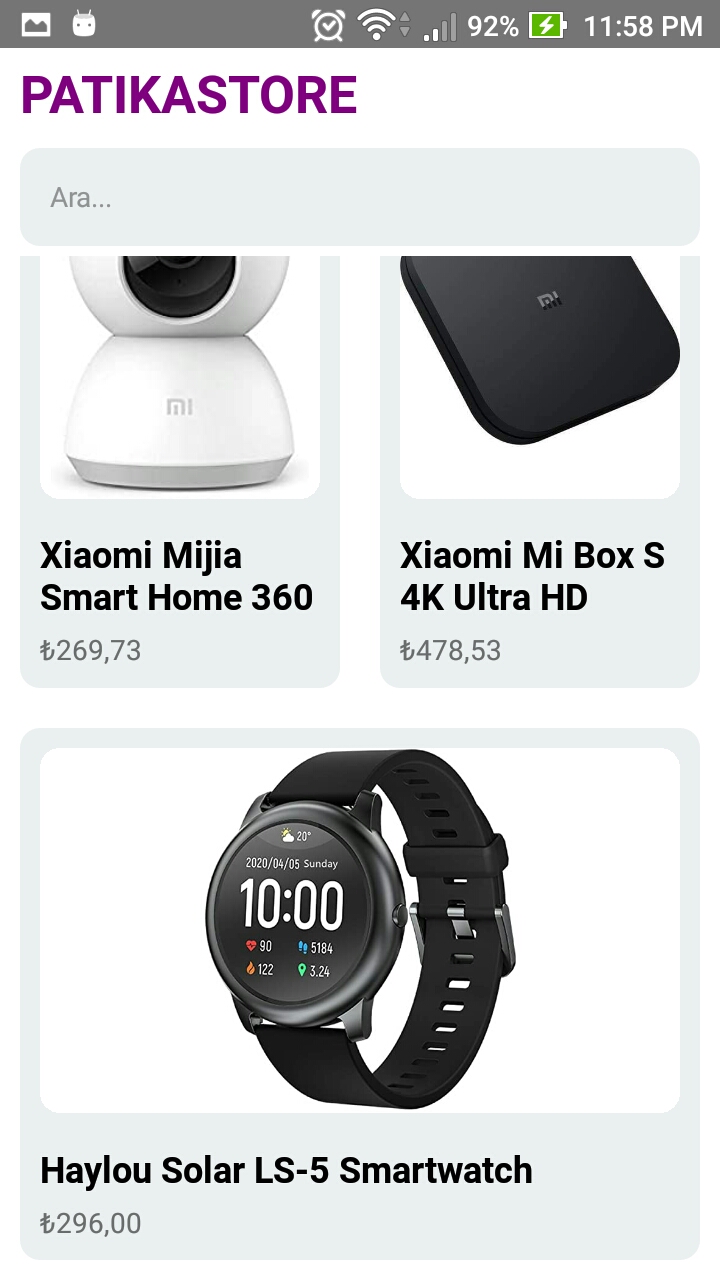 92% 11:58 PM
PATIKASTORE
Ara...
mi
mi
Xiaomi Mijia
Smart Home 360
₺269,73
Xiaomi Mi Box S
4K Ultra HD
₺478,53
20°
2020/04/05 Sunday
10:00
90 5184
122 3.24
Haylou Solar LS-5 Smartwatch
₺296,00